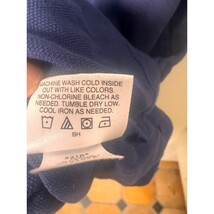 MACHINE WASH COLD INSIDE
OUT WITH LIKE COLORS.
NON-CHLORINE BLEACH AS
NEEDED. TUMBLE DRY LOW.
COOL IRON AS NEEDED.
BH